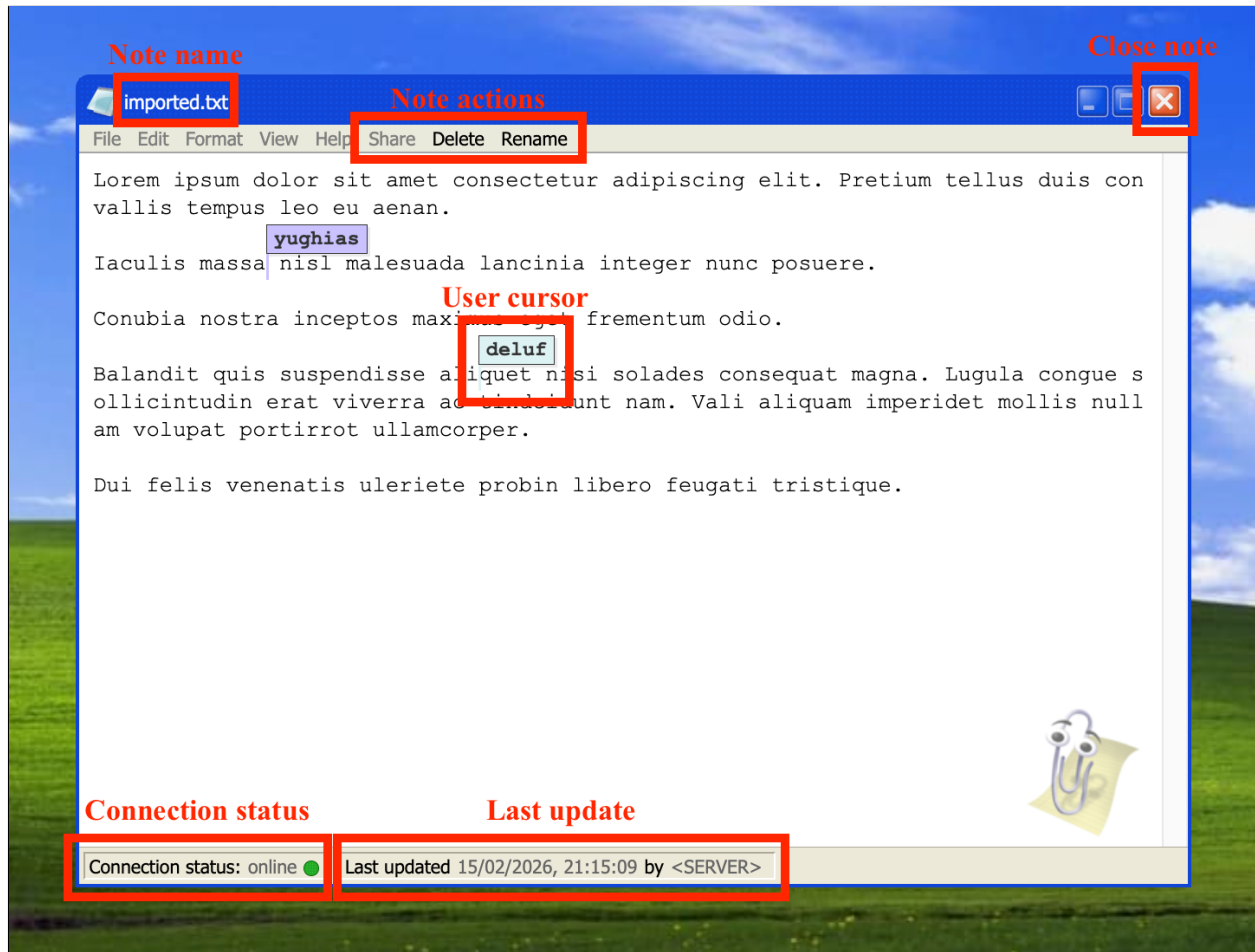 Note name
Close note
imported.txt
Note actions
File Edit Format View Help Share Delete Rename
Lorem ipsum dolor sit amet consectetur adipiscing elit. Pretium tellus duis con
vallis tempus leo eu aenan.
yughias
Iaculis massa nisl malesuada lancinia integer nunc posuere.
User cursor
Conubia nostra inceptos maximus eget frementum odio.
deluf
Balandit quis suspendisse aliquet nisi solades consequat magna. Lugula congue s
ollicintudin erat viverra ac tindcidunt nam. Vali aliquam imperidet mollis null
am volupat portirrot ullamcorper.
Dui felis venenatis uleriete probin libero feugati tristique.
Connection status
Last update
Connection status: online
Last updated 15/02/2026, 21:15:09 by <SERVER>